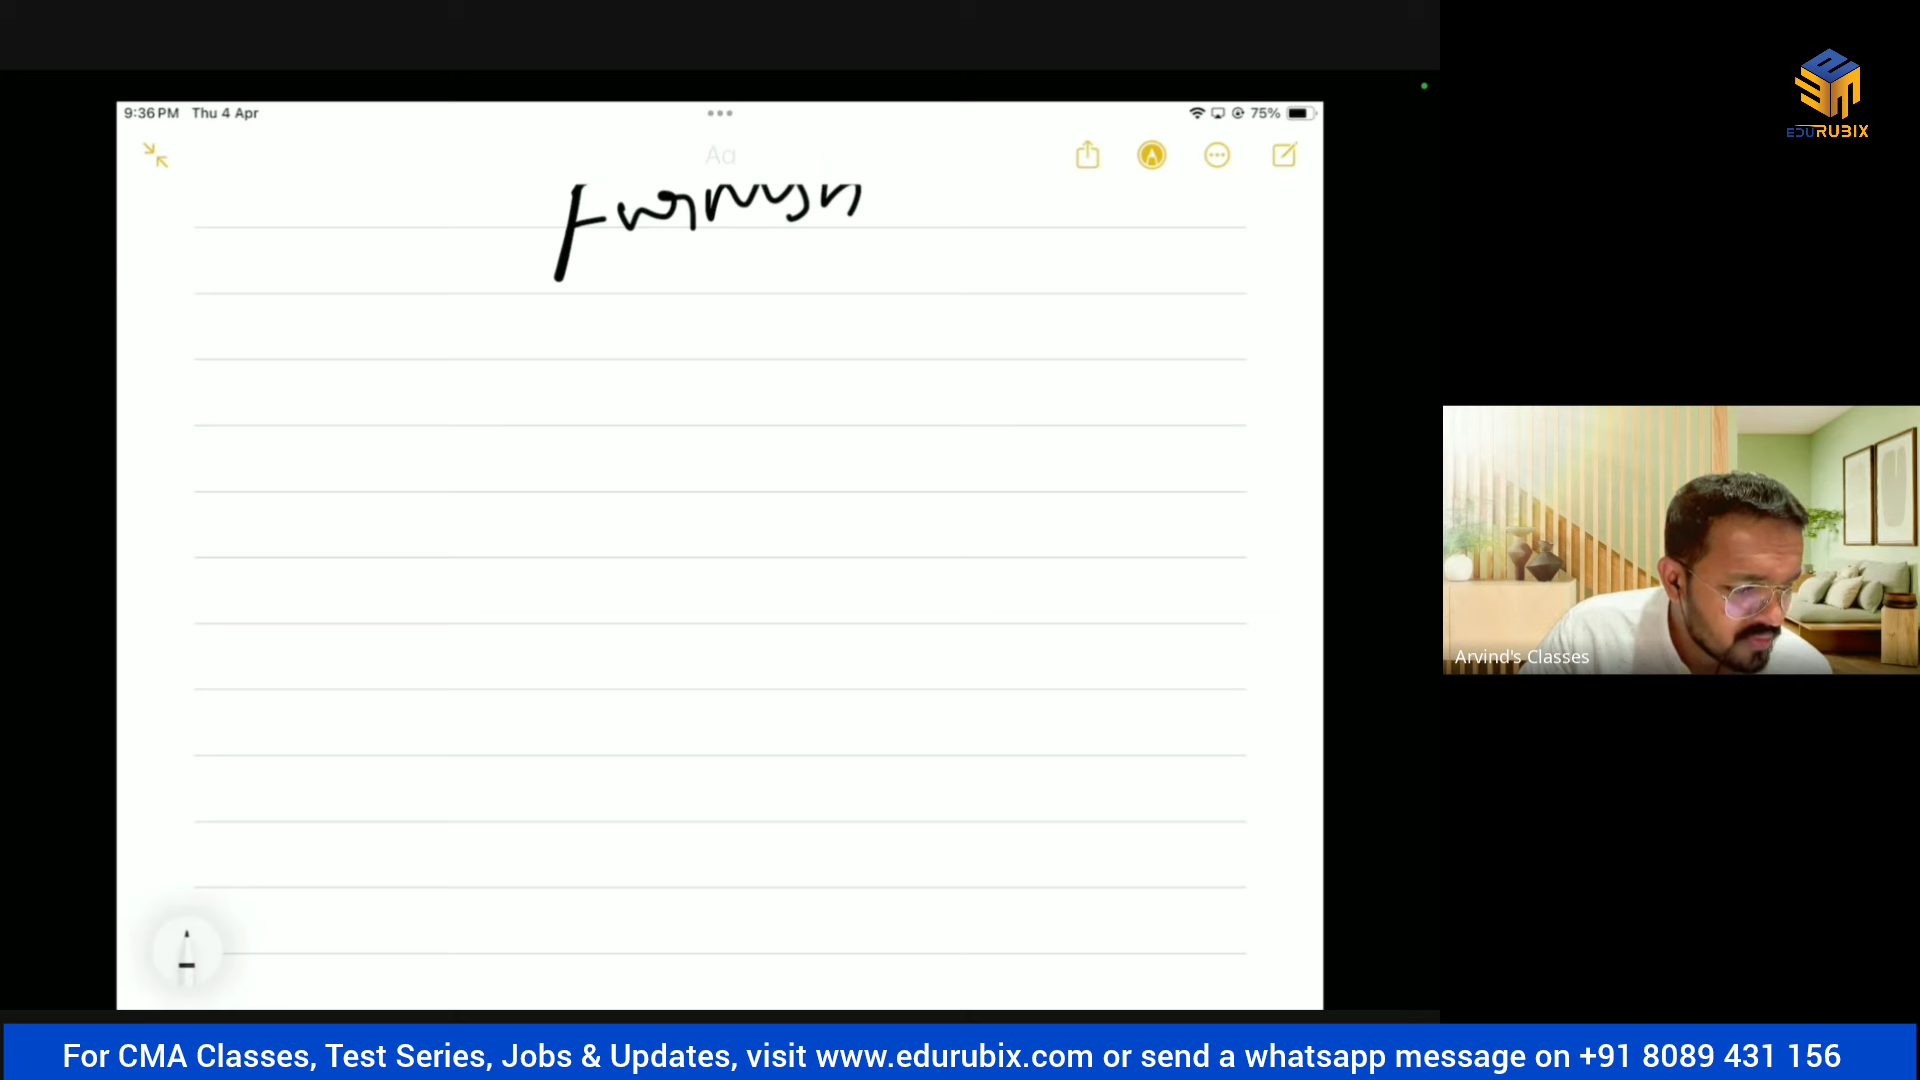 9:36 PM Thu 4 Apr
75%
Aa
EDURUBIX
Arvind's Classes
For CMA Classes, Test Series, Jobs & Updates, visit www.edurubix.com or send a whatsapp message on +91 8089 431 156